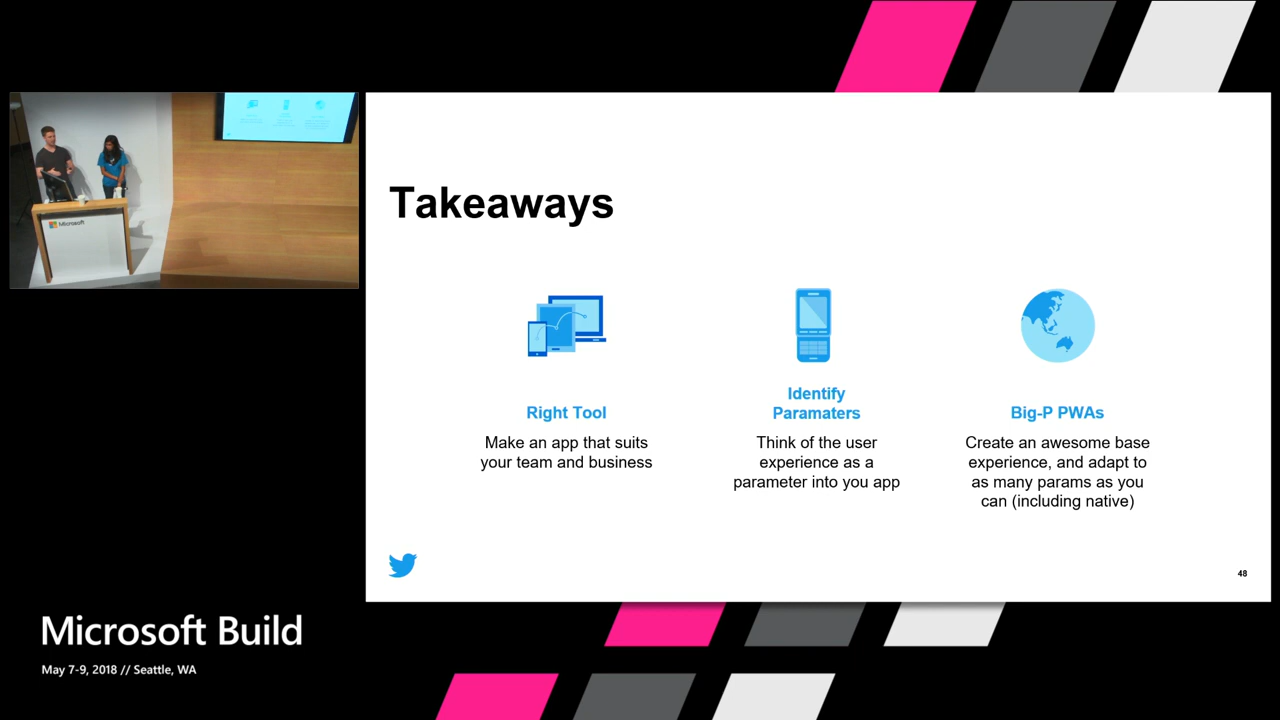 Microsoft
Takeaways
Right Tool
Make an app that suits
your team and business
Identify
Paramaters
Think of the user
experience as a
parameter into you app
Big-P PWAs
Create an awesome base
experience, and adapt to
as many params as you
can (including native)
48
Microsoft Build
May 7-9, 2018 // Seattle, WA